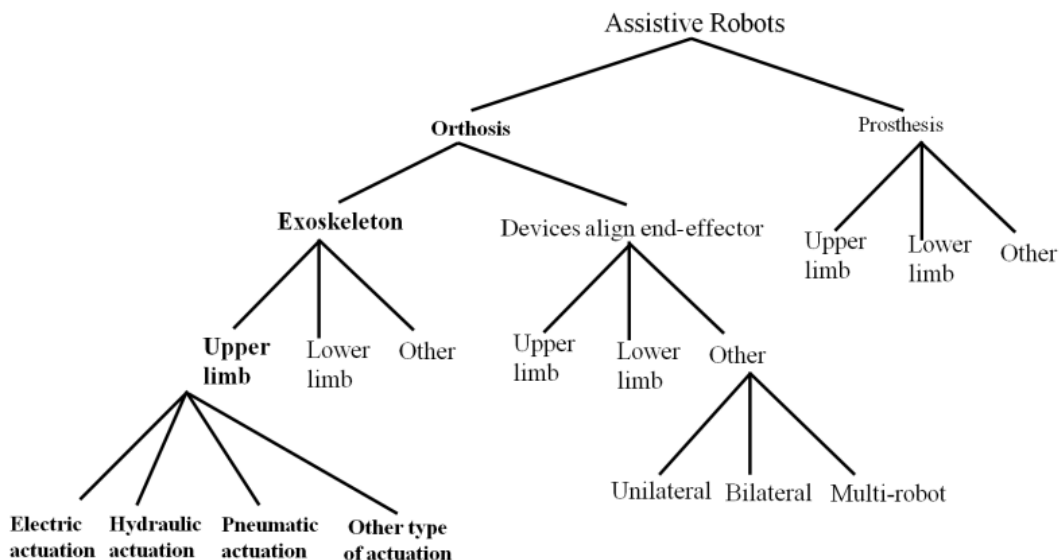 Assistive Robots
Orthosis
Prosthesis
Exoskeleton
Devices align end-effector
Upper
limb
Lower
limb
Other
Upper
limb
Lower
limb
Other
Upper
limb
Lower
limb
Other
Unilateral
Bilateral
Multi-robot
Electric
actuation
Hydraulic
actuation
Pneumatic
actuation
Other type
of actuation